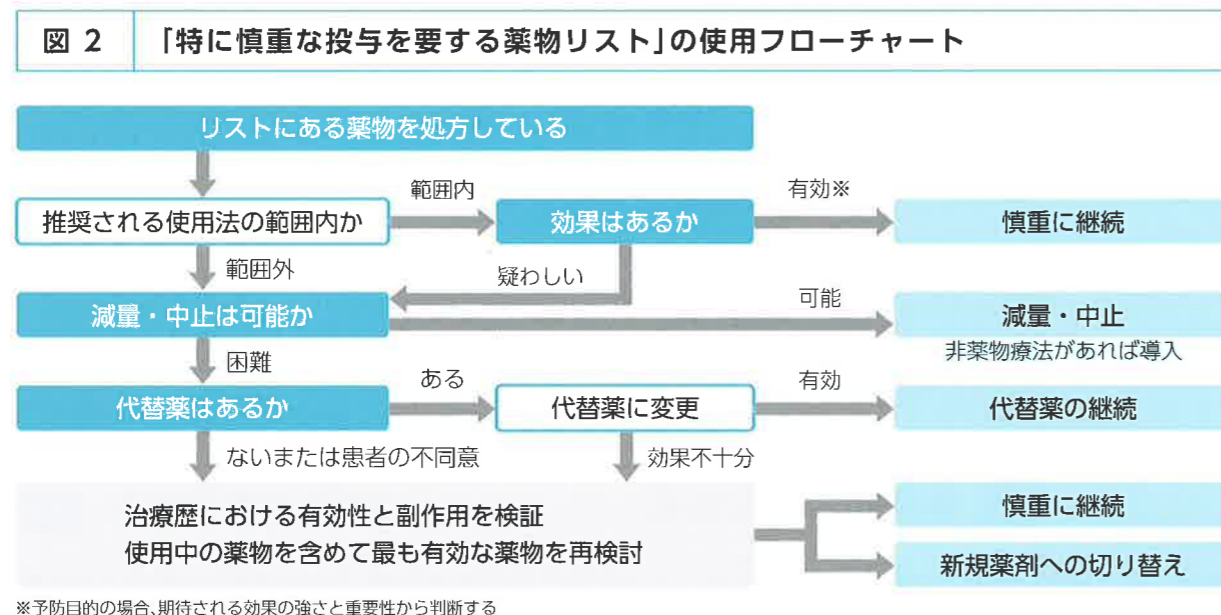 図 2 「特に慎重な投与を要する薬物リスト」の使用フローチャート
リストにある薬物を処方している
推奨される使用法の範囲内か
範囲内
効果はあるか
有効※
慎重に継続
範囲外
疑わしい
減量・中止は可能か
可能
減量・中止
非薬物療法があれば導入
困難
代替薬はあるか
ある
代替薬に変更
有効
代替薬の継続
ないまたは患者の不同意
効果不十分
治療歴における有効性と副作用を検証
使用中の薬物を含めて最も有効な薬物を再検討
慎重に継続
新規薬剤への切り替え
※予防目的の場合、期待される効果の強さと重要性から判断する